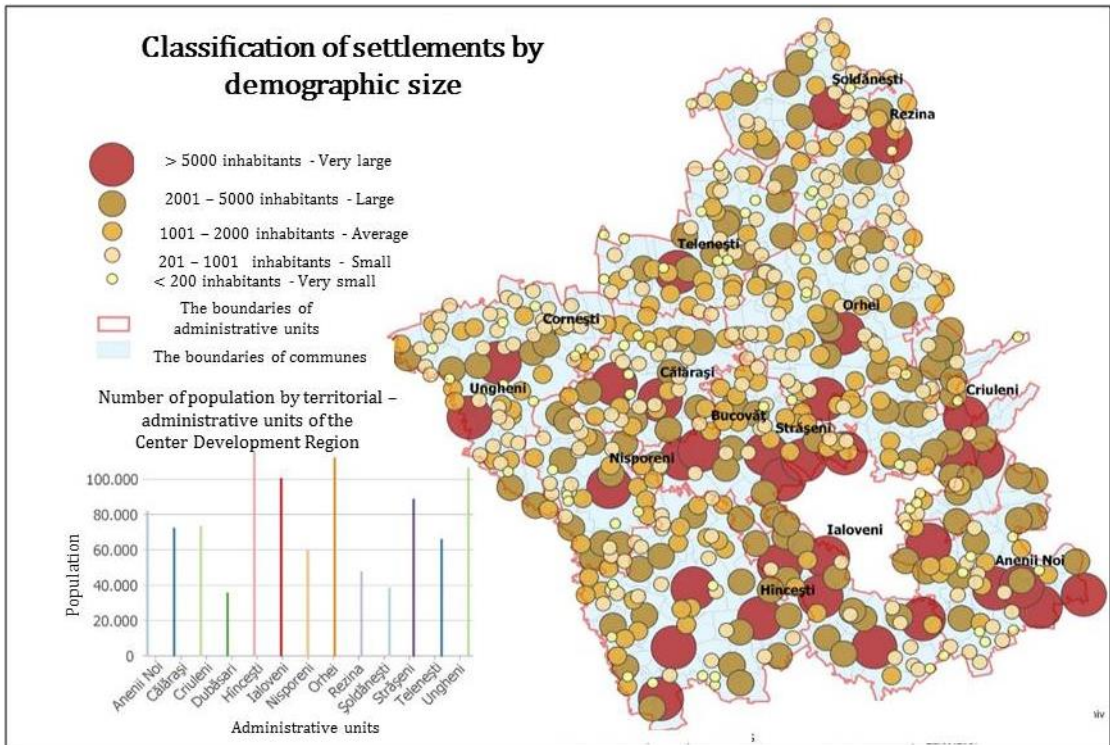 Classification of settlements by
demographic size
> 5000 inhabitants - Very large
2001 – 5000 inhabitants - Large
1001 – 2000 inhabitants - Average
201 – 1001 inhabitants - Small
< 200 inhabitants - Very small
The boundaries of
administrative units
The boundaries of communes
Number of population by territorial –
administrative units of the
Center Development Region
100.000
80.000
60.000
40.000
20.000
0
Population
Anenii Noi
Călărași
Criuleni
Dubăsari
Hîncești
Ialoveni
Nisporeni
Orhei
Rezina
Șoldănești
Strășeni
Telenești
Ungheni
Administrative units
Șoldănești
Rezina
Telenești
Orhei
Cornești
Ungheni
Călărași
Criuleni
Bucovăț
Strășeni
Nisporeni
Ialoveni
Anenii Noi
Hîncești